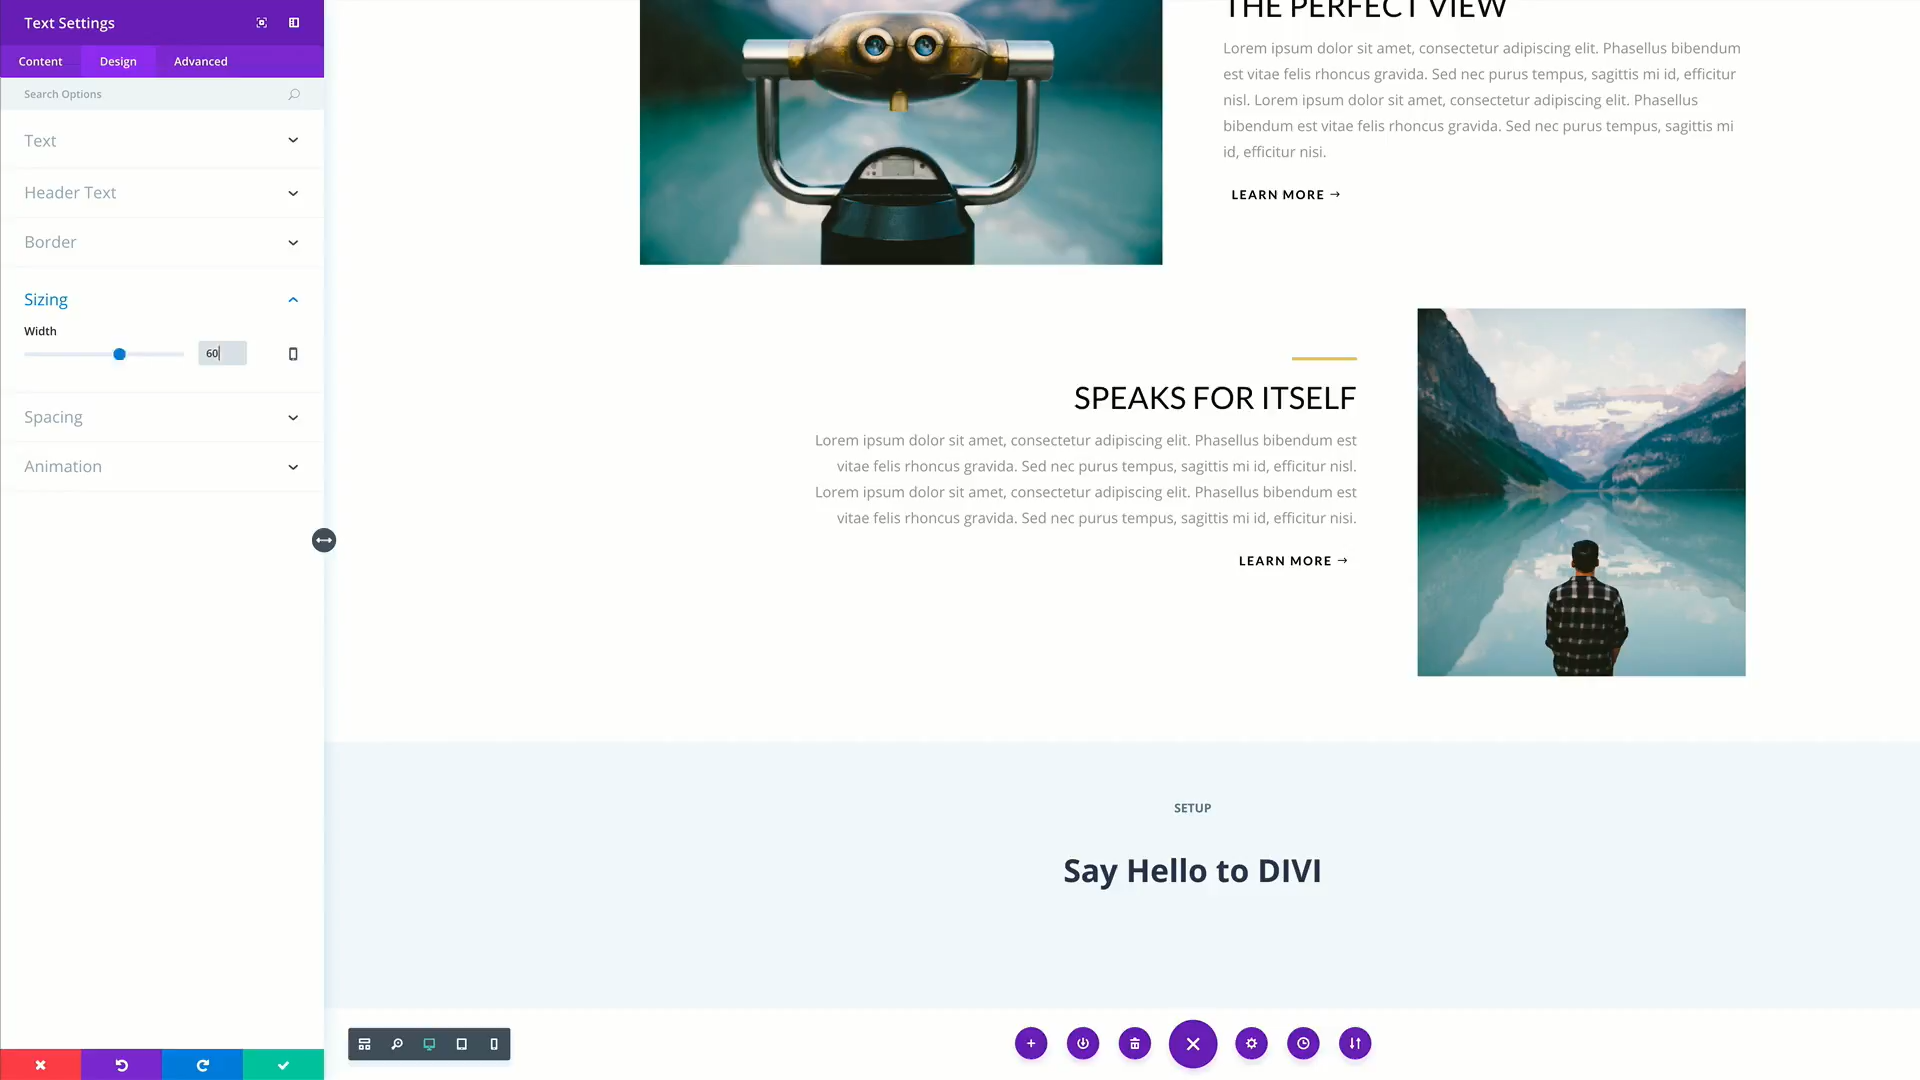 Text Settings
Content
Design
Advanced
Search Options
Text
Header Text
Border
Sizing
Width
60
Spacing
Animation
THE PERFECT VIEW
Lorem ipsum dolor sit amet, consectetur adipiscing elit. Phasellus bibendum
est vitae felis rhoncus gravida. Sed nec purus tempus, sagittis mi id, efficitur
nisl. Lorem ipsum dolor sit amet, consectetur adipiscing elit. Phasellus
bibendum est vitae felis rhoncus gravida. Sed nec purus tempus, sagittis mi
id, efficitur nisi.
LEARN MORE →
SPEAKS FOR ITSELF
Lorem ipsum dolor sit amet, consectetur adipiscing elit. Phasellus bibendum est
vitae felis rhoncus gravida. Sed nec purus tempus, sagittis mi id, efficitur nisl.
Lorem ipsum dolor sit amet, consectetur adipiscing elit. Phasellus bibendum est
vitae felis rhoncus gravida. Sed nec purus tempus, sagittis mi id, efficitur nisi.
LEARN MORE →
SETUP
Say Hello to DIVI